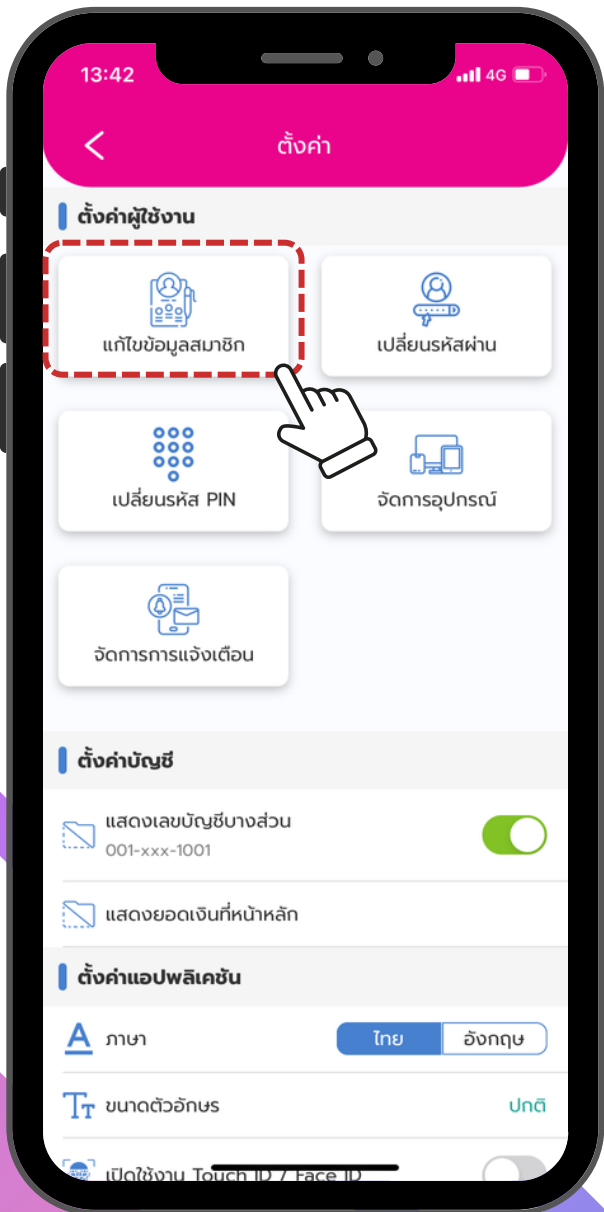 13:42
4G
ตั้งค่า
ตั้งค่าผู้ใช้งาน
แก้ไขข้อมูลสมาชิก
เปลี่ยนรหัสผ่าน
เปลี่ยนรหัส PIN
จัดการอุปกรณ์
จัดการการแจ้งเตือน
ตั้งค่าบัญชี
แสดงเลขบัญชีบางส่วน
001-xxx-1001
แสดงยอดเงินที่หน้าหลัก
ตั้งค่าแอปพลิเคชัน
ภาษา
ไทย
อังกฤษ
ขนาดตัวอักษร
ปกติ
เปิดใช้งาน Touch ID / Face ID